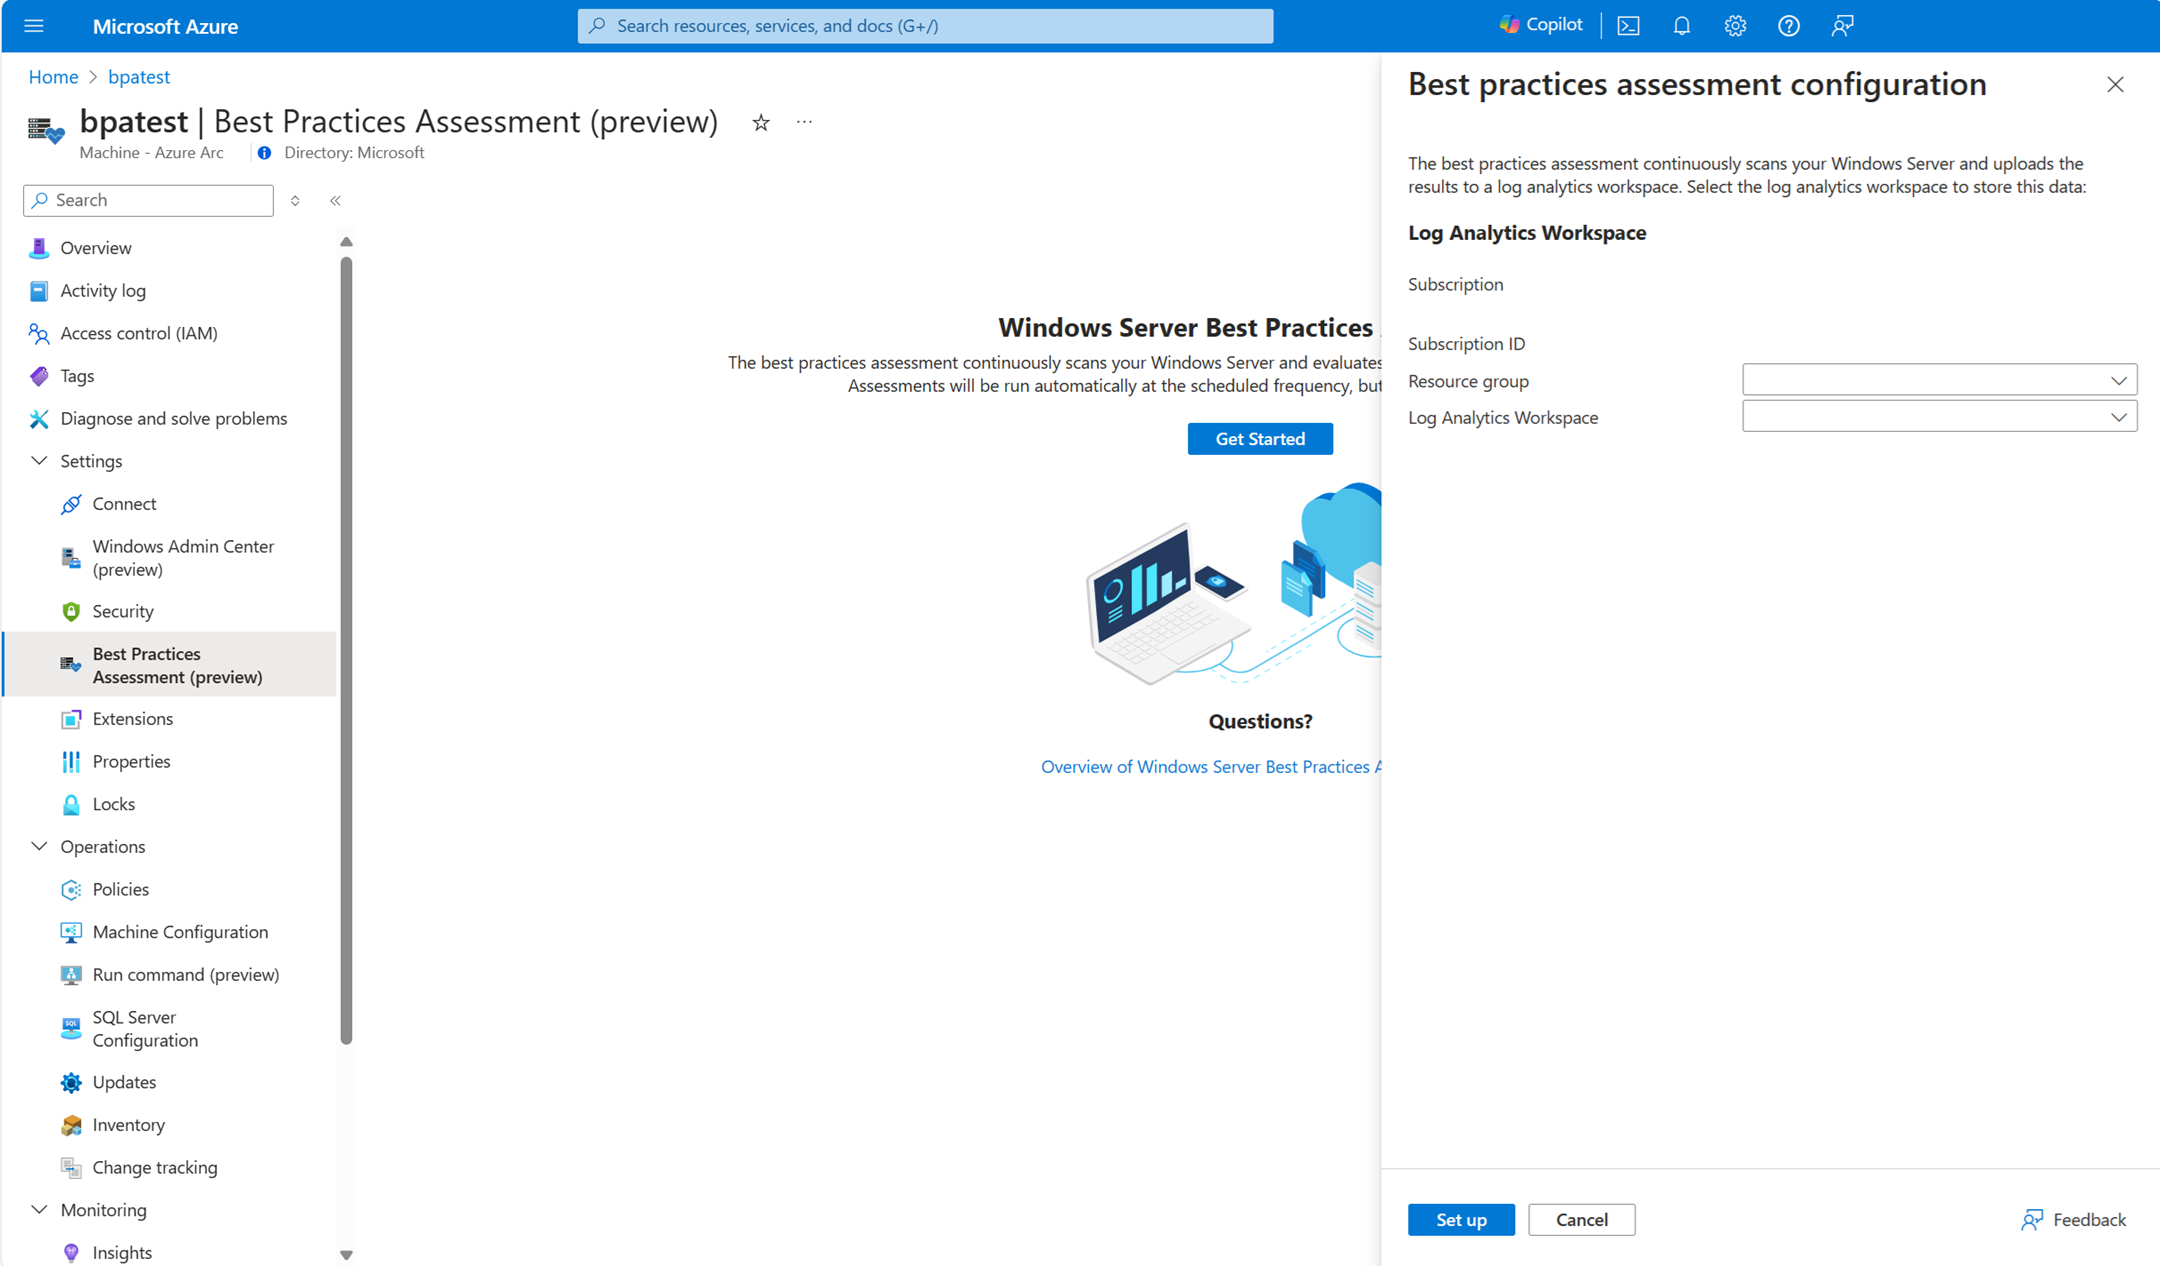 Microsoft Azure
Search resources, services, and docs (G+/)
Copilot
Home > bpatest
bpatest | Best Practices Assessment (preview)
Machine - Azure Arc
Directory: Microsoft
Search
Overview
Activity log
Access control (IAM)
Tags
Diagnose and solve problems
Settings
Connect
Windows Admin Center
(preview)
Security
Best Practices
Assessment (preview)
Extensions
Properties
Locks
Operations
Policies
Machine Configuration
Run command (preview)
SQL Server
Configuration
Updates
Inventory
Change tracking
Monitoring
Insights
Windows Server Best Practices
The best practices assessment continuously scans your Windows Server and evaluates
Assessments will be run automatically at the scheduled frequency, but
Get Started
Questions?
Overview of Windows Server Best Practices A
Best practices assessment configuration
The best practices assessment continuously scans your Windows Server and uploads the
results to a log analytics workspace. Select the log analytics workspace to store this data:
Log Analytics Workspace
Subscription
Subscription ID
Resource group
Log Analytics Workspace
Set up
Cancel
Feedback